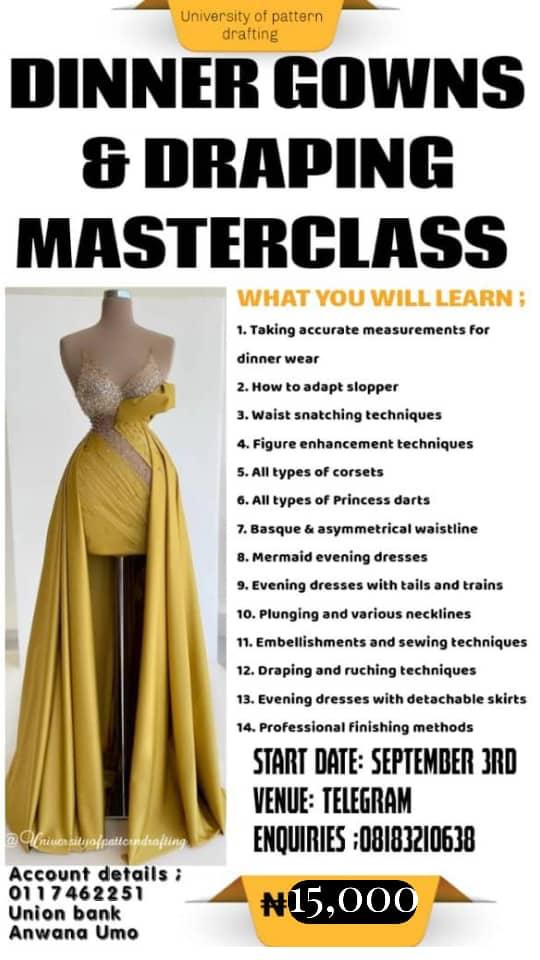 University of pattern
drafting
DINNER GOWNS
& DRAPING
MASTERCLASS
WHAT YOU WILL LEARN ;
1. Taking accurate measurements for
dinner wear
2. How to adapt slopper
3. Waist snatching techniques
4. Figure enhancement techniques
5. All types of corsets
6. All types of Princess darts
7. Basque & asymmetrical waistline
8. Mermaid evening dresses
9. Evening dresses with tails and trains
10. Plunging and various necklines
11. Embellishments and sewing techniques
12. Draping and ruching techniques
13. Evening dresses with detachable skirts
14. Professional finishing methods
START DATE: SEPTEMBER 3RD
VENUE: TELEGRAM
ENQUIRIES :08183210638
@Universityofpatterndrafting
Account details ;
0117462251
Union bank
Anwana Umo
₦15,000